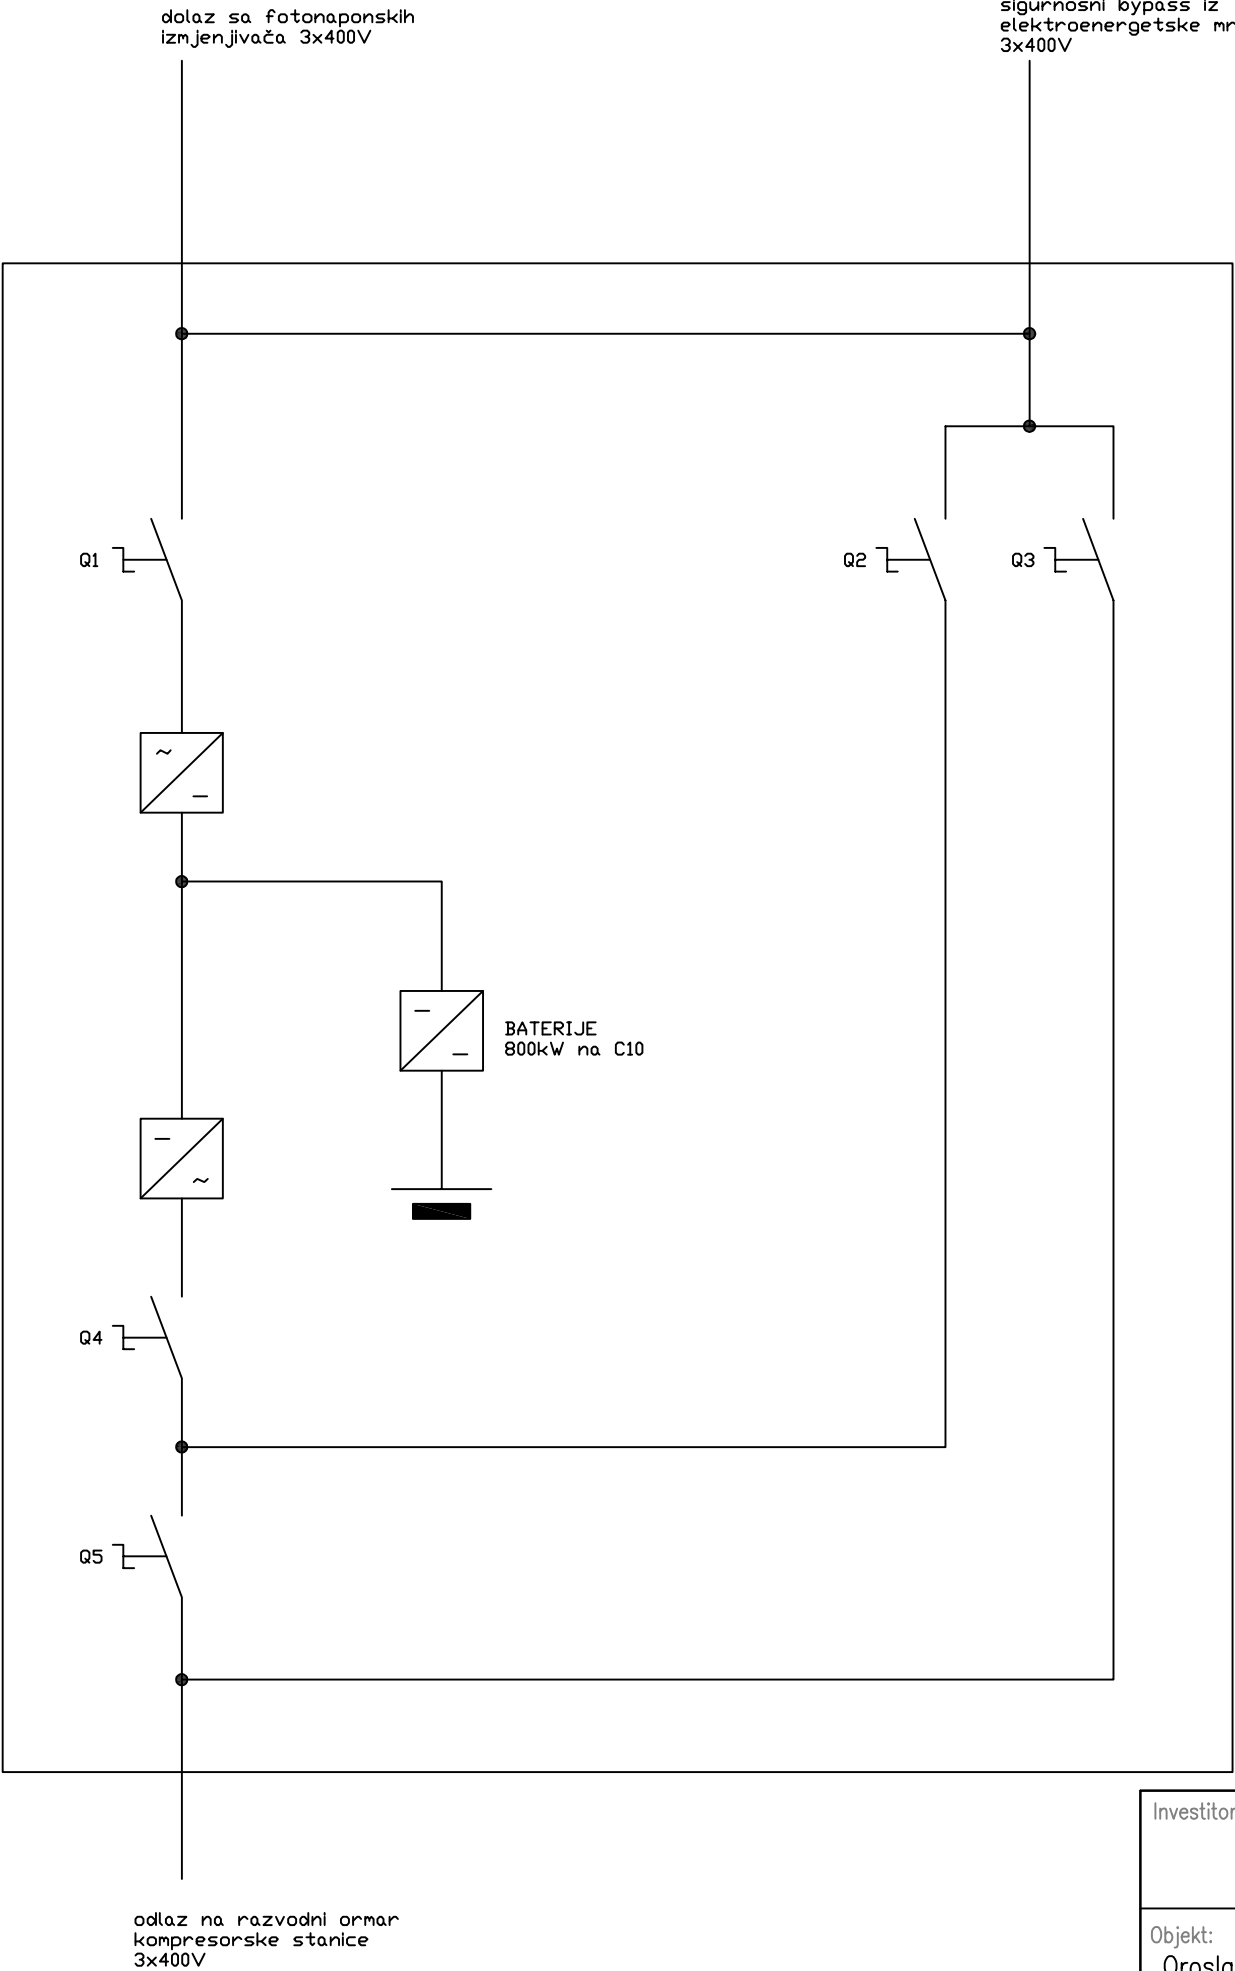 dolaz sa fotonaponskih
izmjenjivača 3x400V
sigurnosni bypass iz
elektroenergetske
3x400V
Q1
Q2
Q3
BATERIJE
800kW na C10
Q4
Q5
odlaz na razvodni ormar
kompresorske stanice
3x400V
Investitor
Objekt: